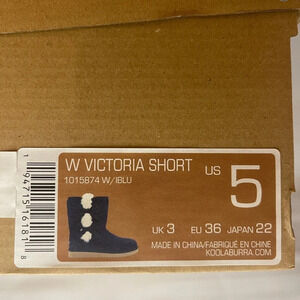 W VICTORIA SHORT
1015874 W/IBLU
US 5
UK 3 EU 36 JAPAN 22
MADE IN CHINA/FABRIQUÉ EN CHINE
KOOLABURRA.COM
1 94715 16181 8